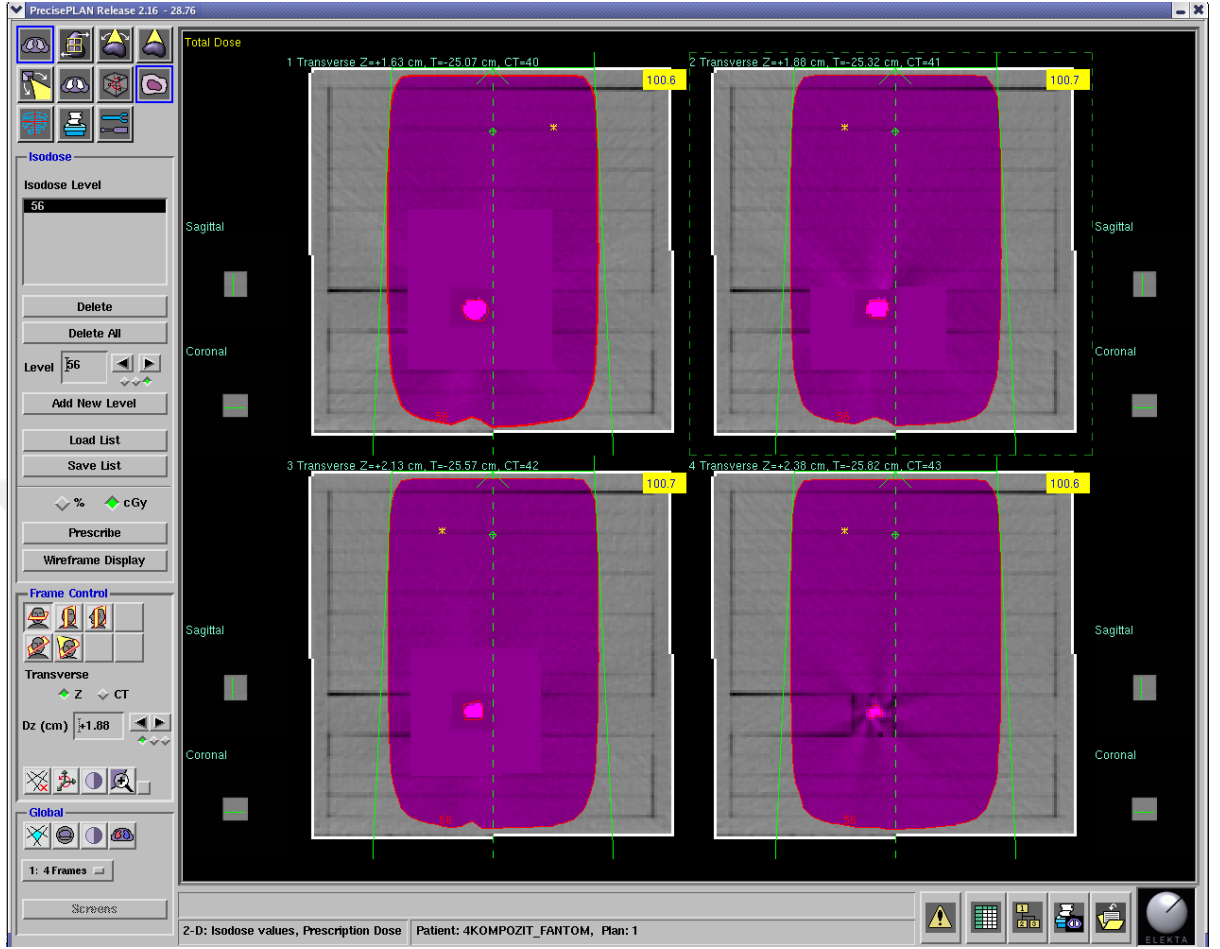 PrecisePLAN Release 2.16 - 28.76
Total Dose
1 Transverse Z=+1.63 cm, T=-25.07 cm, CT=40
100.6
2 Transverse Z=+1.88 cm, T=-25.32 cm, CT=41
100.7
Isodose
Isodose Level
56
Sagittal
Sagittal
Delete
Delete All
Coronal
Coronal
Level 56
Add New Level
56
56
Load List
Save List
3 Transverse Z=+2.13 cm, T=-25.57 cm, CT=42
100.7
4 Transverse Z=+2.38 cm, T=-25.82 cm, CT=43
100.6
% cGy
Prescribe
Wireframe Display
Frame Control
Sagittal
Sagittal
Transverse
Z CT
Dz (cm) +1.88
Coronal
Coronal
56
56
Global
1: 4 Frames
Screens
2-D: Isodose values, Prescription Dose
Patient: 4KOMPOZIT_FANTOM, Plan: 1
1
2 3
ELEKTA